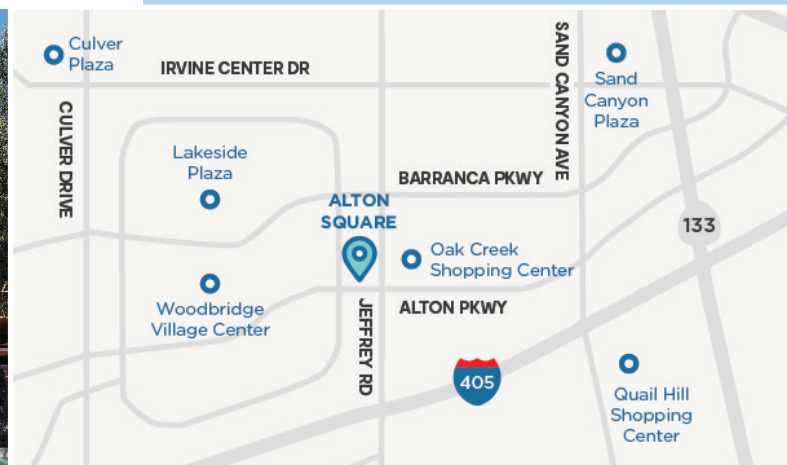 Culver
Plaza
IRVINE CENTER DR
SAND CANYON AVE
Sand
Canyon
Plaza
CULVER DRIVE
Lakeside
Plaza
BARRANCA PKWY
ALTON
SQUARE
133
Oak Creek
Shopping Center
Woodbridge
Village Center
JEFFREY RD
ALTON PKWY
405
Quail Hill
Shopping
Center